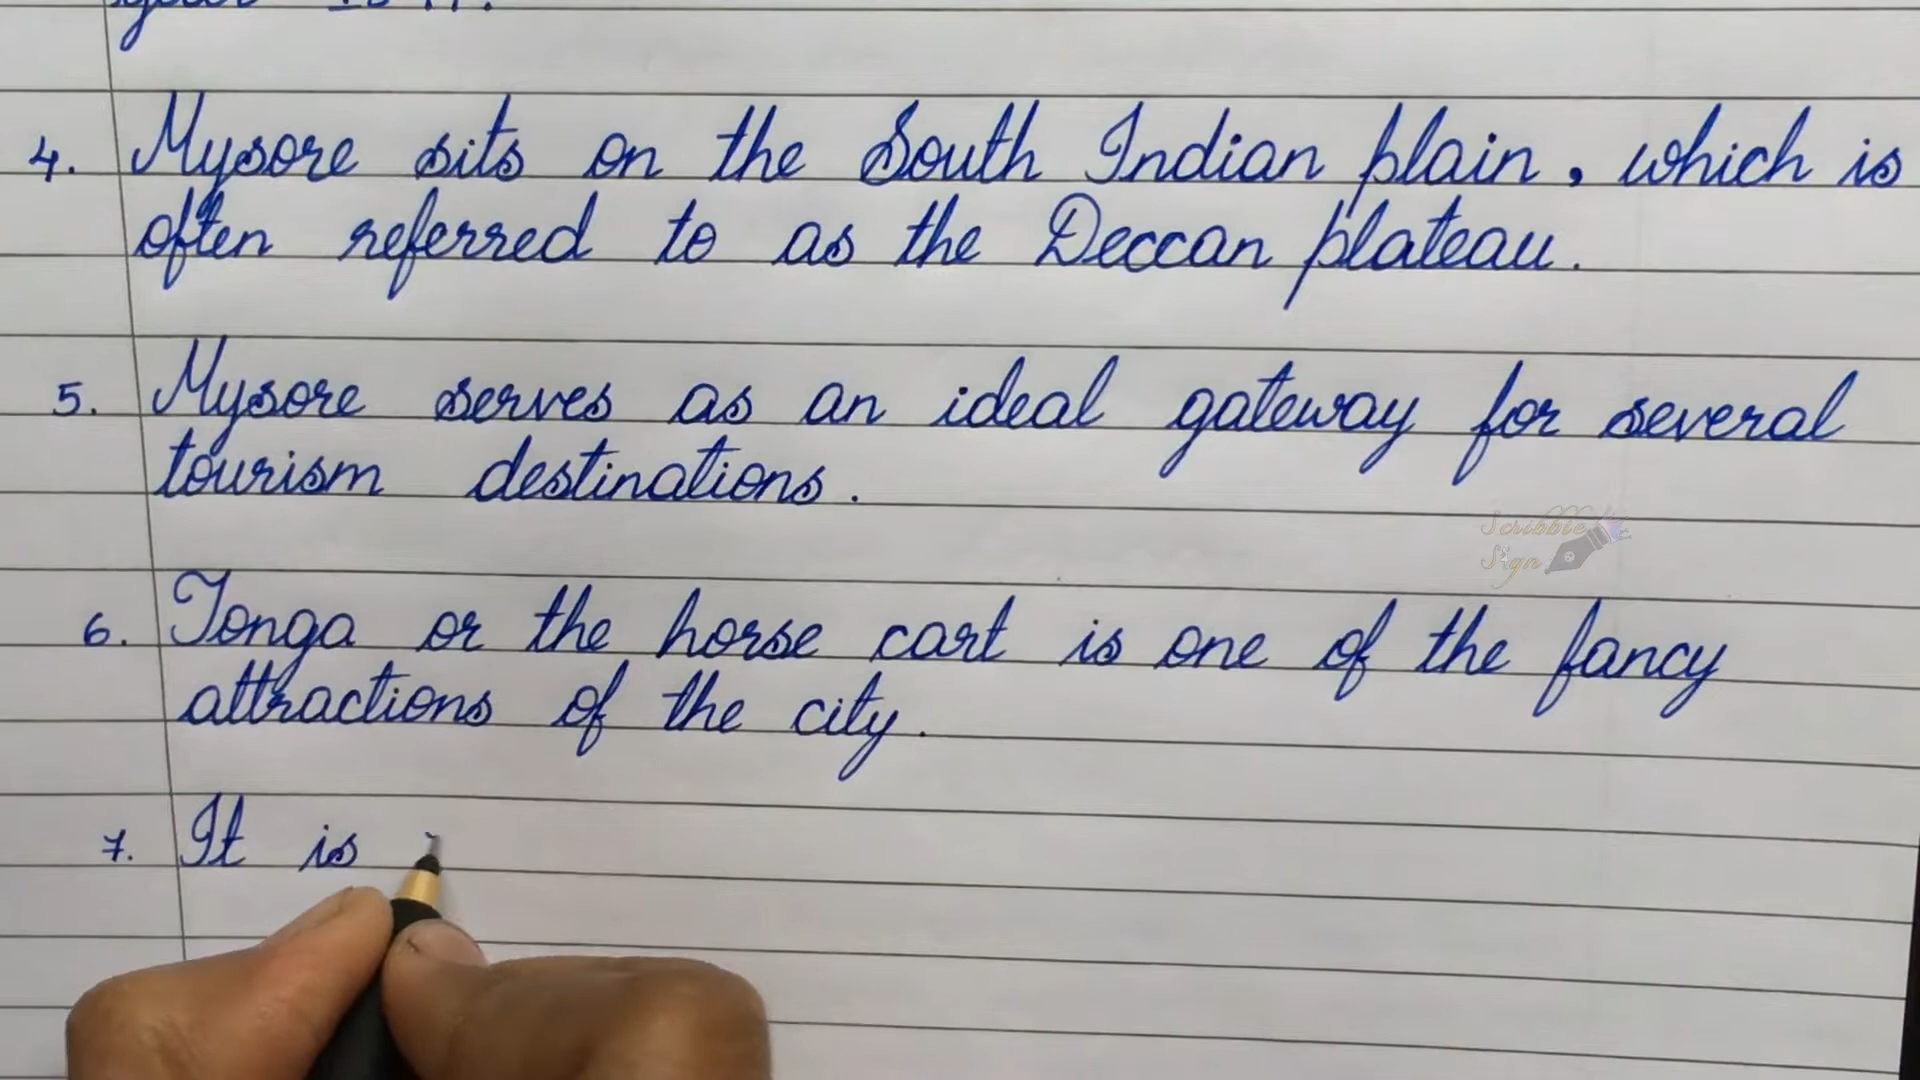 4. Mysore sits on the South Indian plain, which is
often referred to as the Deccan plateau.
5. Mysore serves as an ideal gateway for several
tourism destinations.
Scribble
Sign
6. Tonga or the horse cart is one of the fancy
attractions of the city.
7. It is